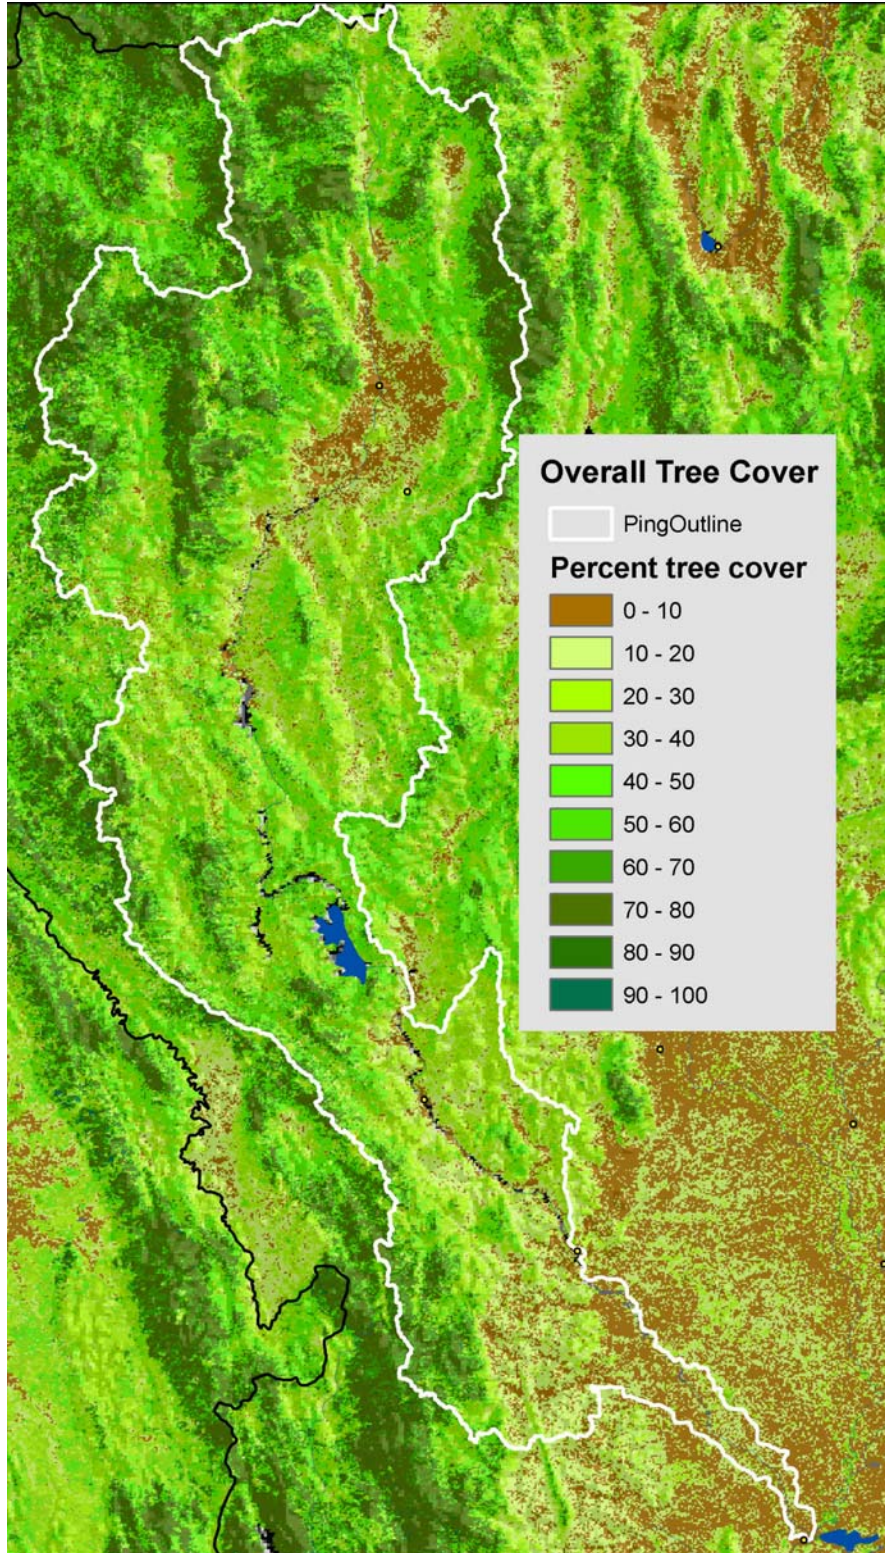 Overall Tree Cover
PingOutline
Percent tree cover
0 - 10
10 - 20
20 - 30
30 - 40
40 - 50
50 - 60
60 - 70
70 - 80
80 - 90
90 - 100